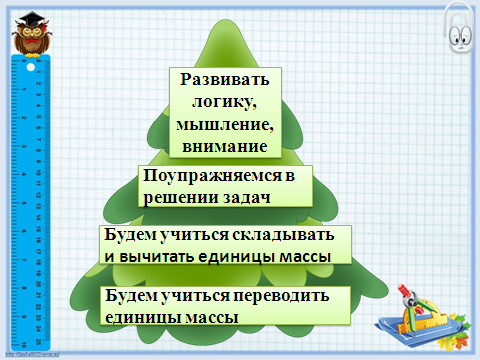 Развивать
логику,
мышление,
внимание
Поупражняемся в
решении задач
Будем учиться складывать
и вычитать единицы массы
Будем учиться переводить
единицы массы